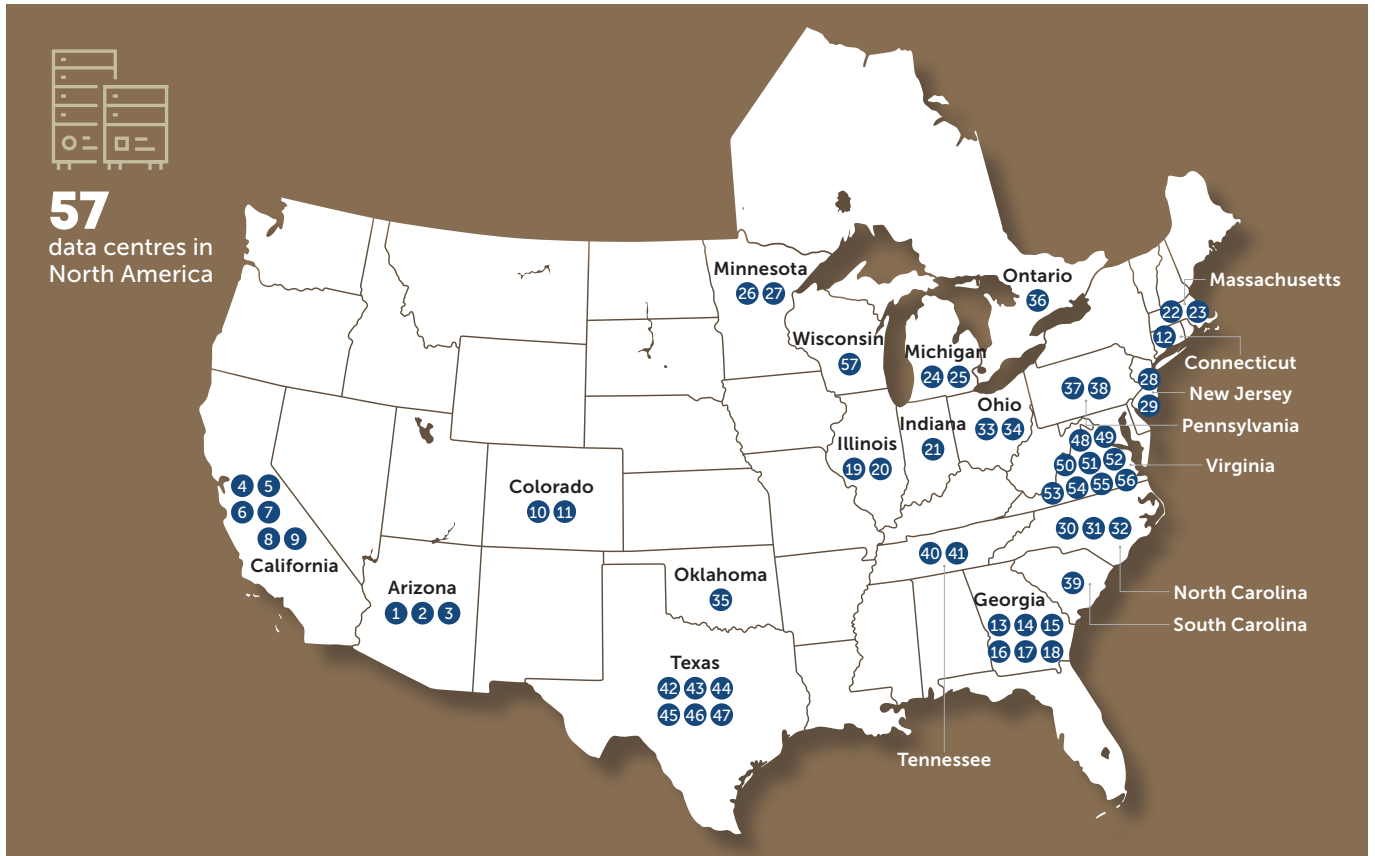 57
data centres in
North America
Minnesota
26 27
Ontario
36
Massachusetts
22 23
Wisconsin
57
Michigan
24 25
12
Connecticut
28
New Jersey
29
37 38
Pennsylvania
Ohio
33 34
Indiana
21
Illinois
19 20
48 49
50 51 52
53 54 55 56
Virginia
4 5
6 7
8 9
California
Colorado
10 11
30 31 32
North Carolina
40 41
Tennessee
Arizona
1 2 3
Oklahoma
35
39
South Carolina
Georgia
13 14 15
16 17 18
Texas
42 43 44
45 46 47